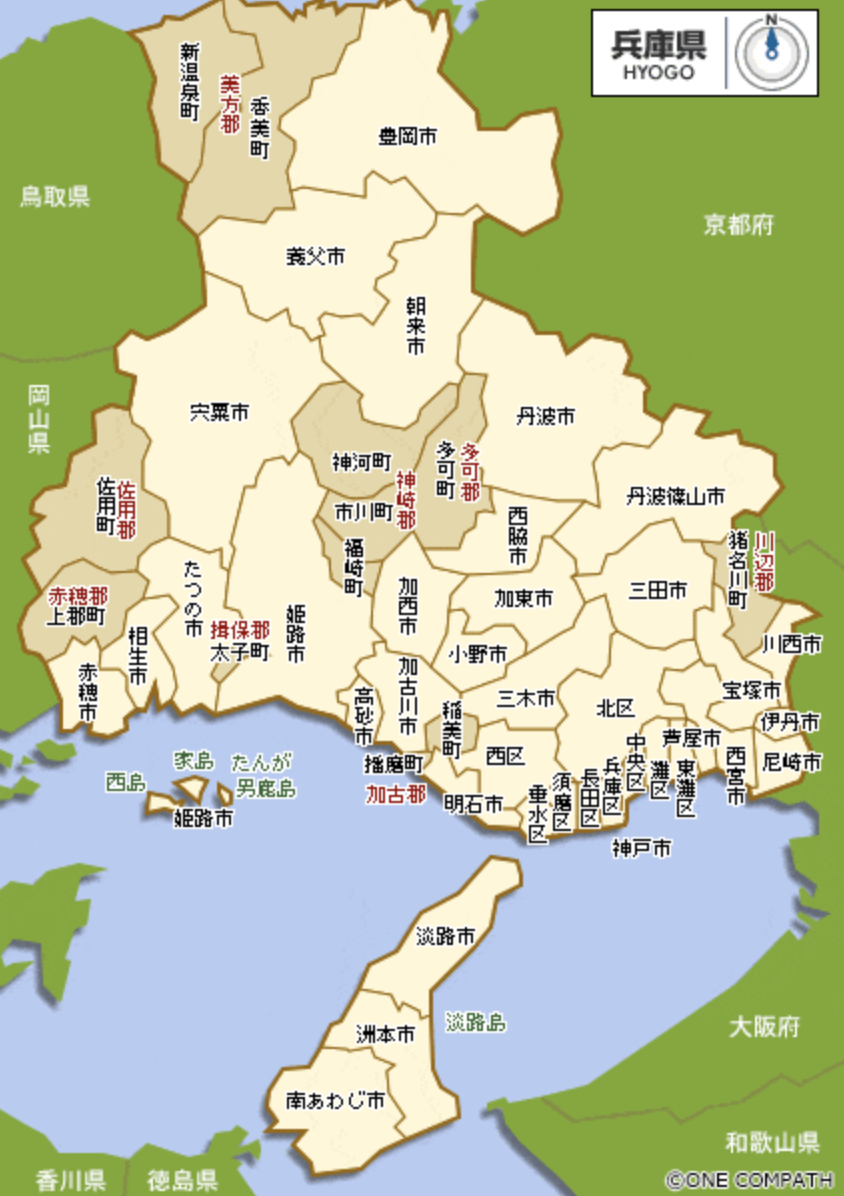 兵庫県
HYOGO
N
新温泉町
美方郡
香美町
豊岡市
鳥取県
京都府
養父市
朝来市
岡山県
宍粟市
丹波市
神河町
多可町
多可郡
佐用町
佐用郡
市川町
神崎郡
西脇市
丹波篠山市
福崎町
猪名川町
川辺郡
たつの市
加西市
加東市
三田市
赤穂郡
上郡町
相生市
揖保郡
太子町
姫路市
小野市
川西市
赤穂市
加古川市
三木市
北区
宝塚市
高砂市
稲美町
伊丹市
芦屋市
中央区
西区
播磨町
兵庫区
灘区
東灘区
西宮市
尼崎市
家島
たんが
男鹿島
西島
姫路市
加古郡
明石市
垂水区
須磨区
長田区
神戸市
淡路市
淡路島
洲本市
大阪府
南あわじ市
和歌山県
香川県
徳島県
©ONE COMPATH